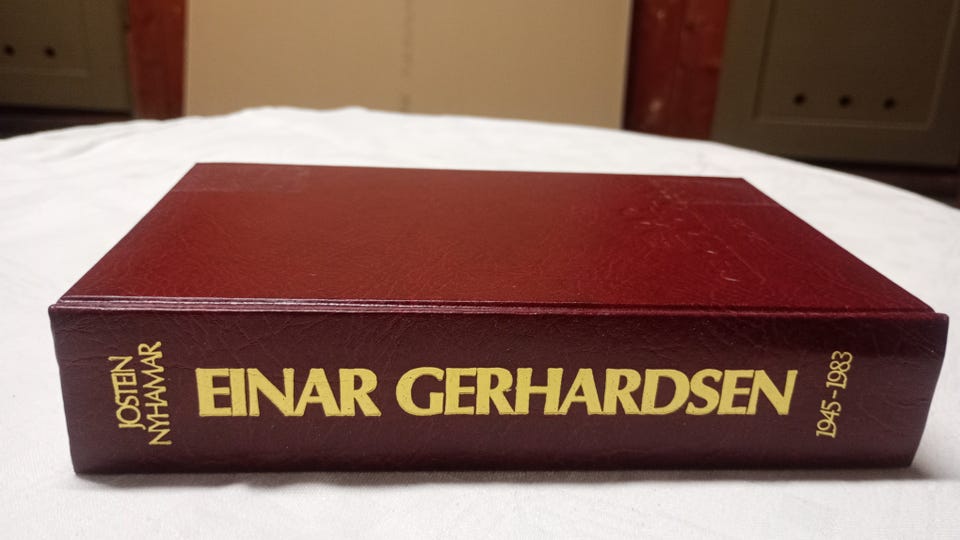 JOSTEIN
NYHAMAR
EINAR GERHARDSEN
1945-1983